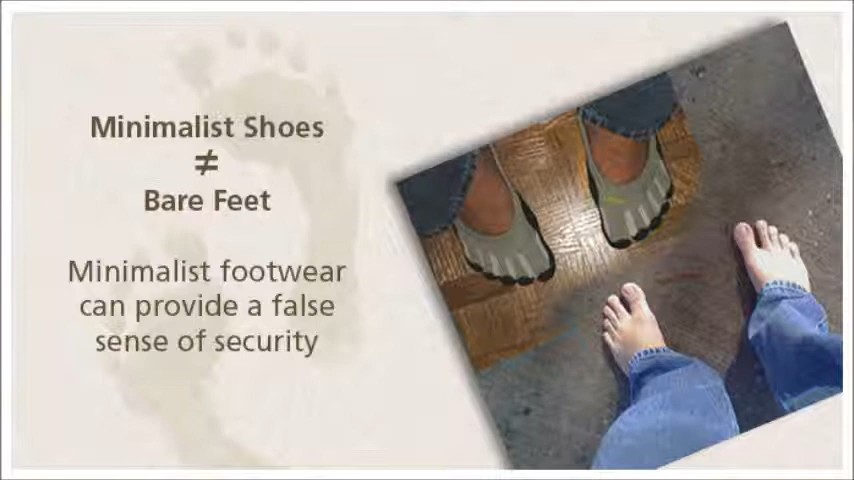 Minimalist Shoes
≠
Bare Feet
Minimalist footwear
can provide a false
sense of security